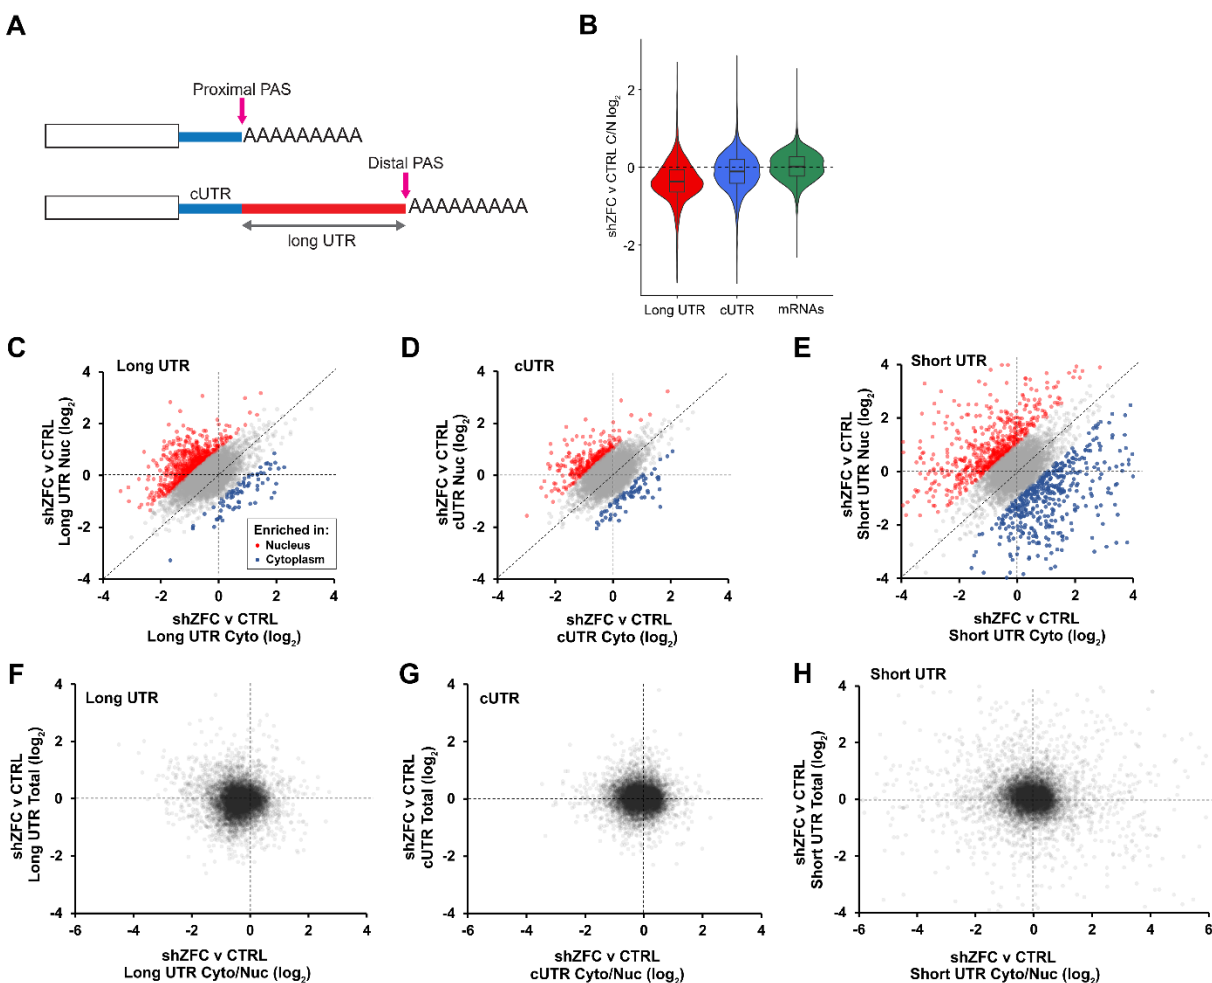 A
Proximal PAS
AAAAAAAAA
Distal PAS
cUTR
AAAAAAAAA
long UTR
B
shZFC v CTRL C/N log2
2
0
-2
Long UTR
cUTR
mRNAs
C
Long UTR
shZFC v CTRL
Long UTR Nuc (log2)
4
2
0
-2
-4
Enriched in:
Nucleus
Cytoplasm
-4 -2 0 2 4
shZFC v CTRL
Long UTR Cyto (log2)
D
cUTR
shZFC v CTRL
cUTR Nuc (log2)
4
2
0
-2
-4
-4 -2 0 2 4
shZFC v CTRL
cUTR Cyto (log2)
E
Short UTR
shZFC v CTRL
Short UTR Nuc (log2)
4
2
0
-2
-4
-4 -2 0 2 4
shZFC v CTRL
Short UTR Cyto (log2)
F
Long UTR
shZFC v CTRL
Long UTR Total (log2)
4
2
0
-2
-4
-6 -4 -2 0 2 4
shZFC v CTRL
Long UTR Cyto/Nuc (log2)
G
cUTR
shZFC v CTRL
cUTR Total (log2)
4
2
0
-2
-4
-6 -4 -2 0 2 4
shZFC v CTRL
cUTR Cyto/Nuc (log2)
H
Short UTR
shZFC v CTRL
Short UTR Total (log2)
4
2
0
-2
-4
-6 -4 -2 0 2 4 6
shZFC v CTRL
Short UTR Cyto/Nuc (log2)